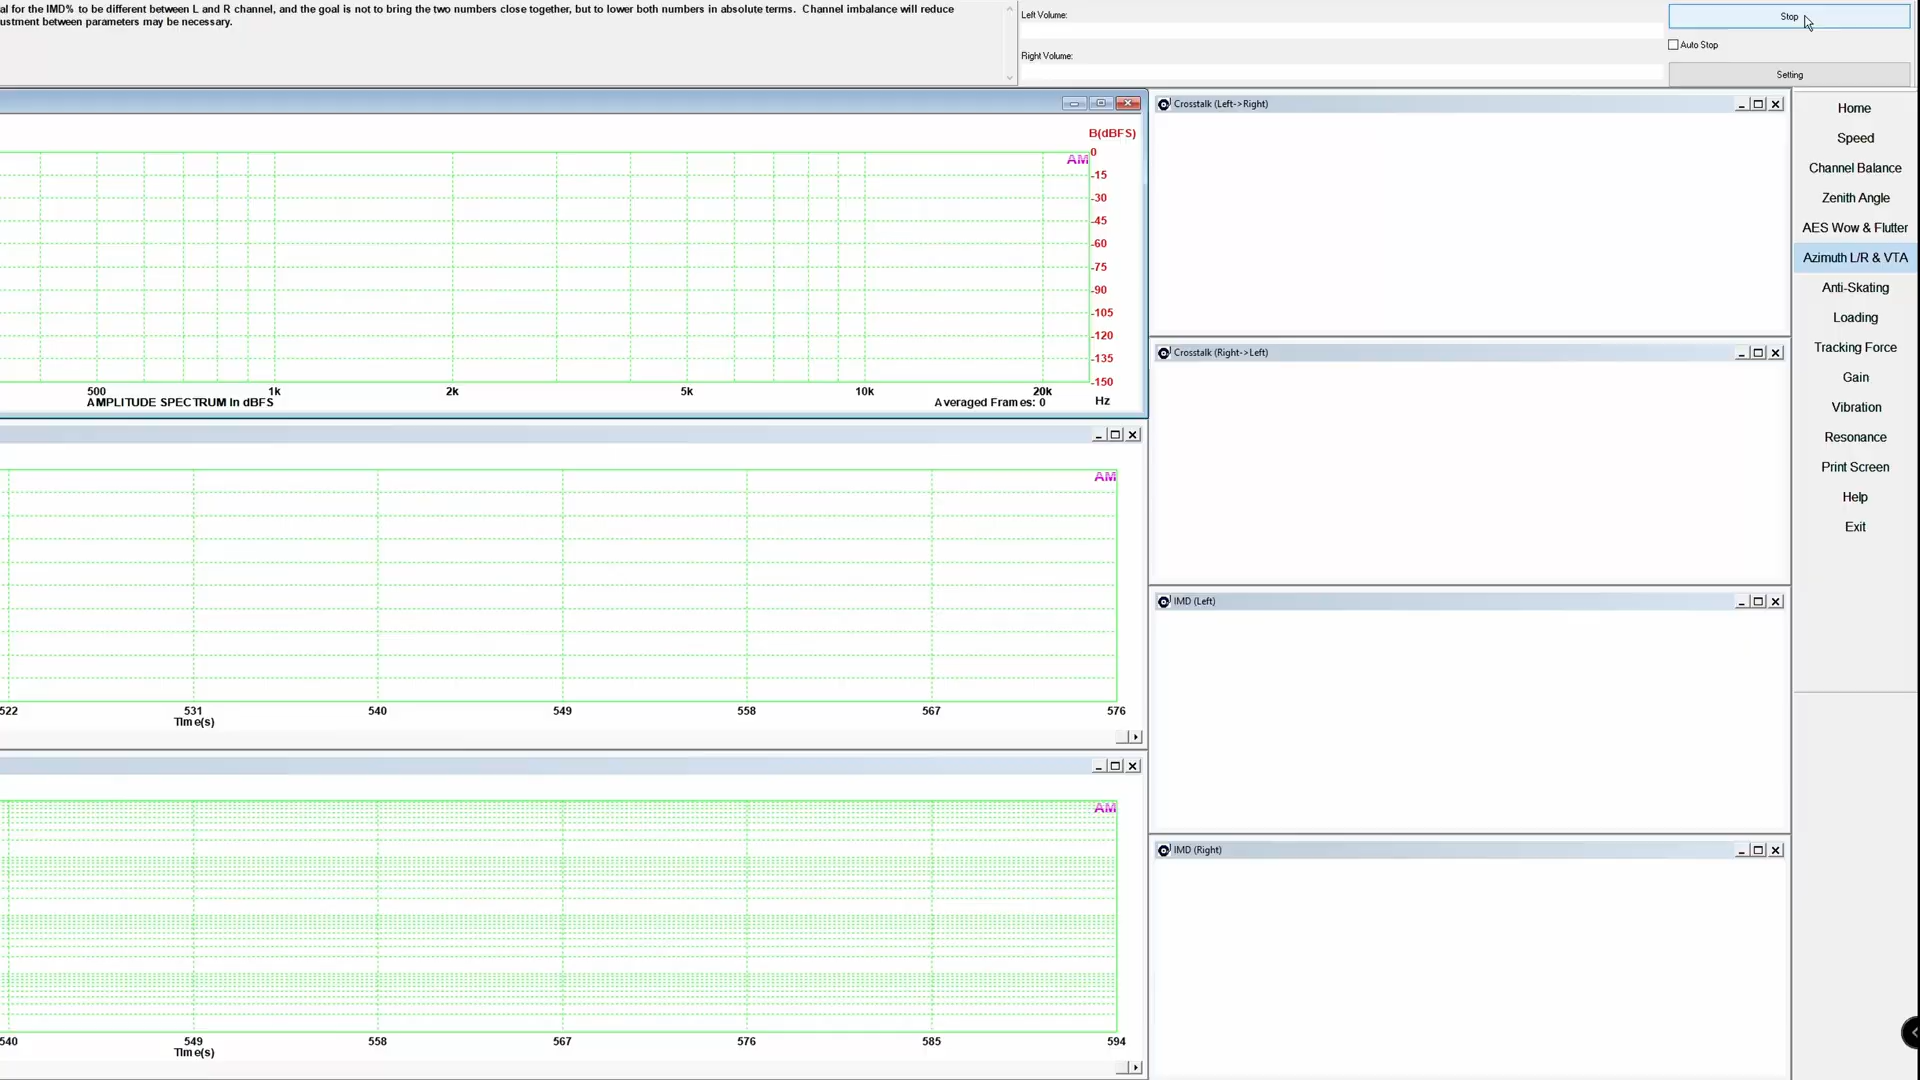 al for the IMD% to be different between L and R channel, and the goal is not to bring the two numbers close together, but to lower both numbers in absolute terms.  Channel imbalance will reduce
ustment between parameters may be necessary.
Left Volume:
Right Volume:
Stop
Auto Stop
Setting
B(dBFS)
AM
0
-15
-30
-45
-60
-75
-90
-105
-120
-135
-150
500 1k 2k 5k 10k 20k Hz
AMPLITUDE SPECTRUM In dBFS
Averaged Frames: 0
AM
522 531 540 549 558 567 576
Time(s)
AM
540 549 558 567 576 585 594
Time(s)
Crosstalk (Left->Right)
Crosstalk (Right->Left)
IMD (Left)
IMD (Right)
Home
Speed
Channel Balance
Zenith Angle
AES Wow & Flutter
Azimuth L/R & VTA
Anti-Skating
Loading
Tracking Force
Gain
Vibration
Resonance
Print Screen
Help
Exit